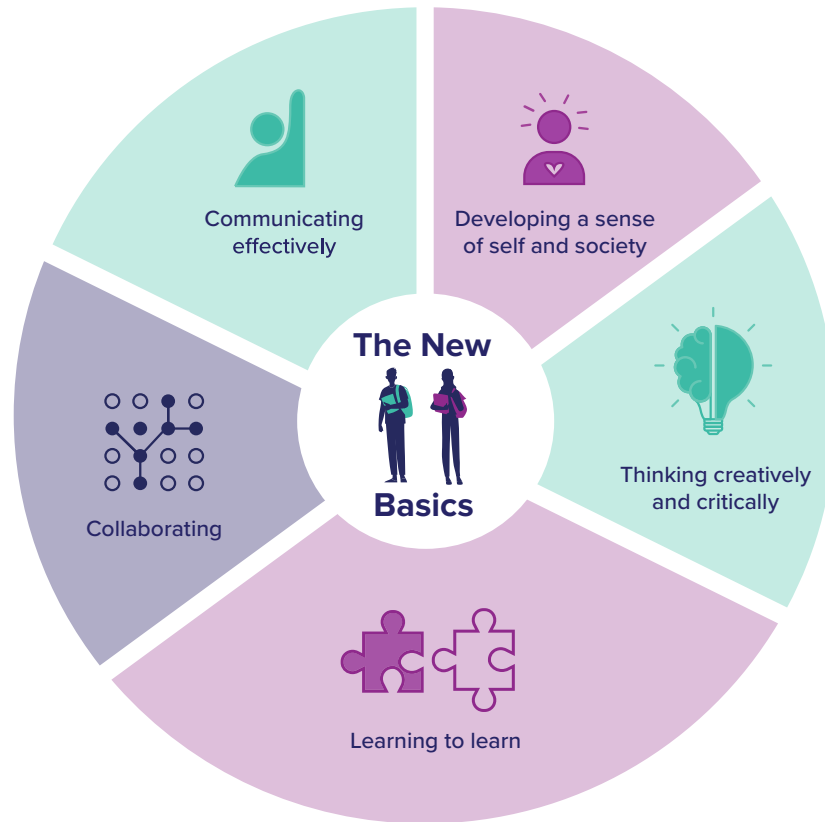 The New
Basics
Communicating
effectively
Developing a sense
of self and society
Thinking creatively
and critically
Learning to learn
Collaborating